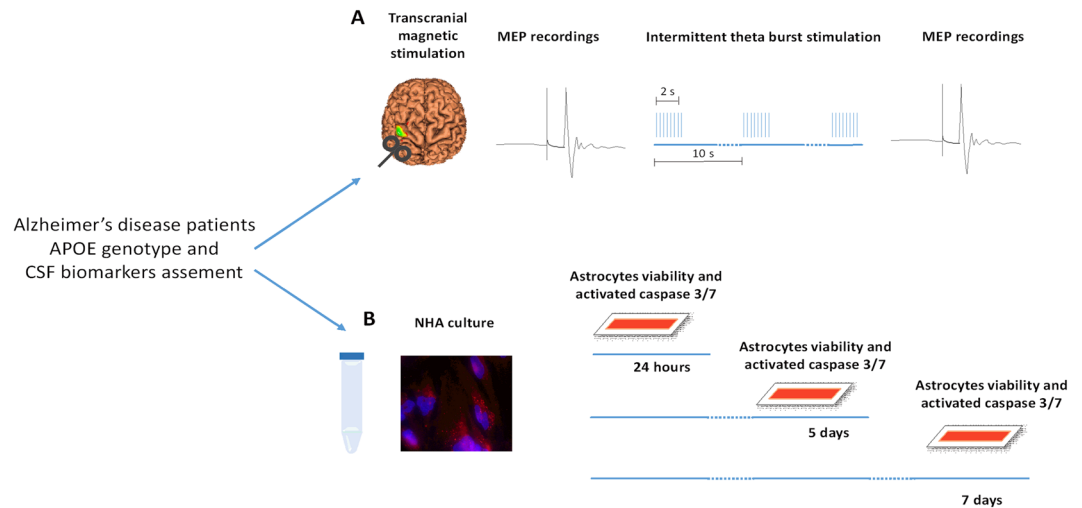 A
Transcranial
magnetic
stimulation
MEP recordings
Intermittent theta burst stimulation
MEP recordings
2 s
10 s
Alzheimer's disease patients
APOE genotype and
CSF biomarkers assement
B
NHA culture
Astrocytes viability and
activated caspase 3/7
24 hours
Astrocytes viability and
activated caspase 3/7
5 days
Astrocytes viability and
activated caspase 3/7
7 days